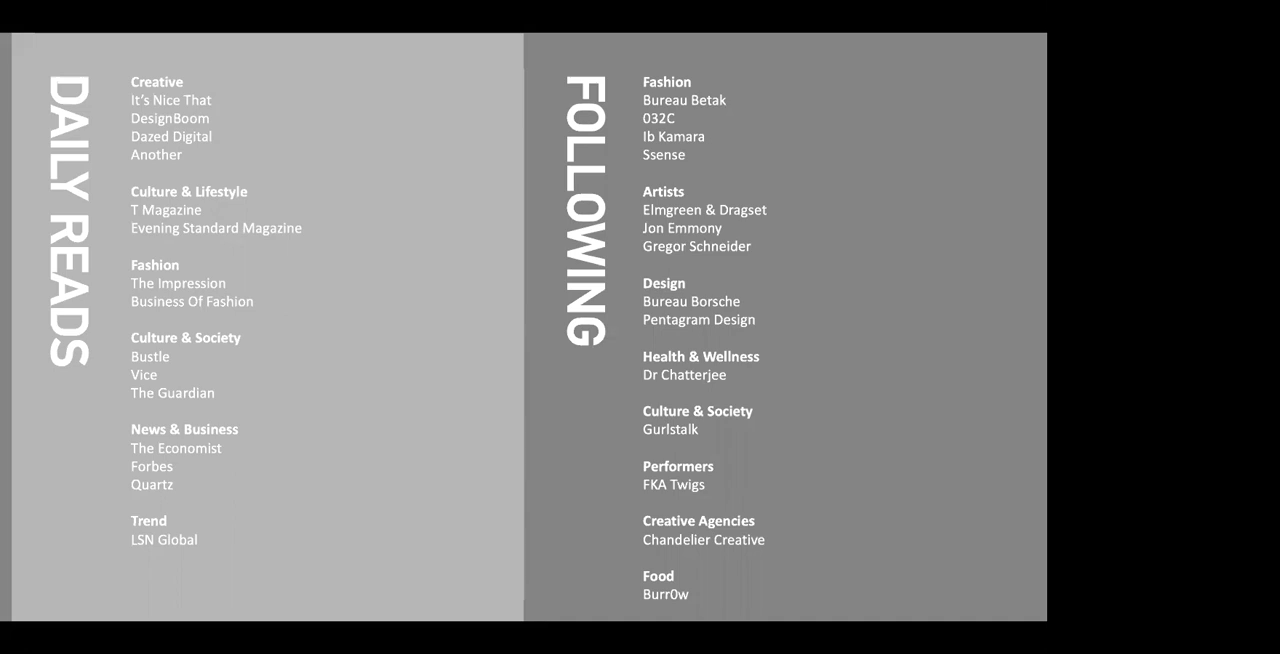 DAILY READS
Creative
It's Nice That
DesignBoom
Dazed Digital
Another
Culture & Lifestyle
T Magazine
Evening Standard Magazine
Fashion
The Impression
Business Of Fashion
Culture & Society
Bustle
Vice
The Guardian
News & Business
The Economist
Forbes
Quartz
Trend
LSN Global
FOLLOWING
Fashion
Bureau Betak
032C
Ib Kamara
Ssense
Artists
Elmgreen & Dragset
Jon Emmony
Gregor Schneider
Design
Bureau Borsche
Pentagram Design
Health & Wellness
Dr Chatterjee
Culture & Society
Gurlstalk
Performers
FKA Twigs
Creative Agencies
Chandelier Creative
Food
Burr0w